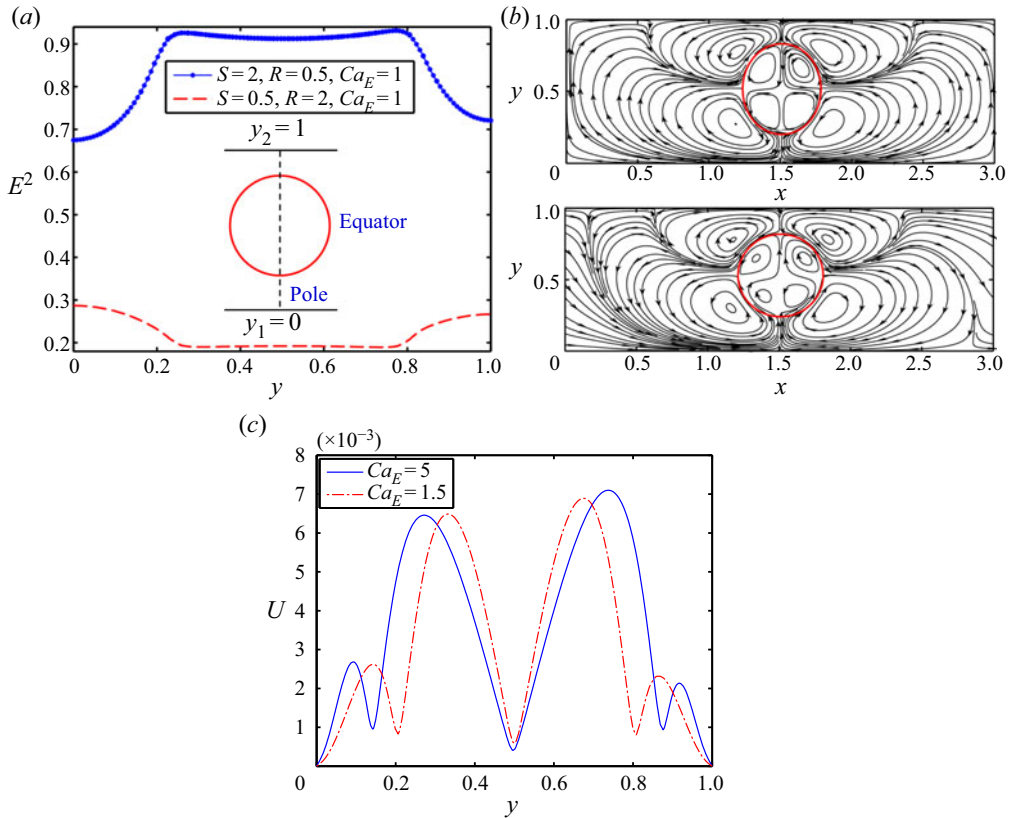 (a)
0.9
0.8
0.7
0.6
0.5
0.4
0.3
0.2
E²
S = 2, R = 0.5, Ca_E = 1
S = 0.5, R = 2, Ca_E = 1
y₂ = 1
Equator
Pole
y₁ = 0
0 0.2 0.4 0.6 0.8 1.0
y
(b)
1.0
y 0.5
0 0.5 1.0 1.5 2.0 2.5 3.0
x
1.0
y
0.5
0 0.5 1.0 1.5 2.0 2.5 3.0
x
(c)
(×10⁻³)
8
7
6
5
4
3
2
1
U
Ca_E = 5
Ca_E = 1.5
0 0.2 0.4 0.6 0.8 1.0
y